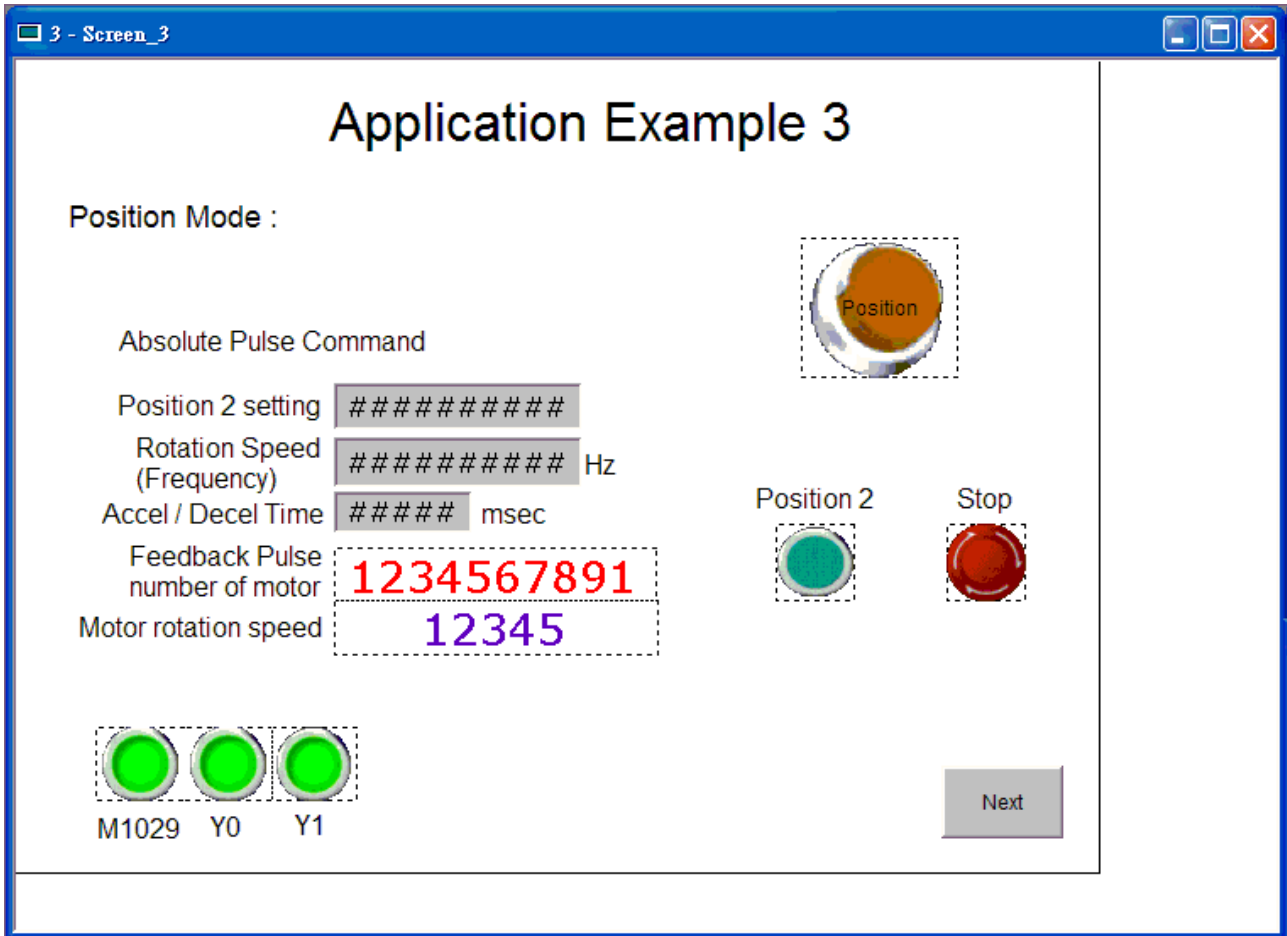 3 - Screen_3
Application Example 3
Position Mode :
Position
Absolute Pulse Command
Position 2 setting ##########
Rotation Speed
(Frequency) ########## Hz
Accel / Decel Time ##### msec
Position 2 Stop
Feedback Pulse
number of motor 1234567891
Motor rotation speed 12345
M1029 Y0 Y1
Next